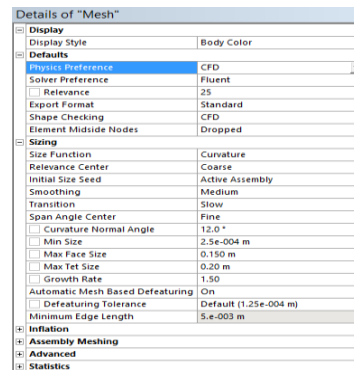 Details of "Mesh"
Display
Display Style Body Color
Defaults
Physics Preference CFD
Solver Preference Fluent
Relevance 25
Export Format Standard
Shape Checking CFD
Element Midside Nodes Dropped
Sizing
Size Function Curvature
Relevance Center Coarse
Initial Size Seed Active Assembly
Smoothing Medium
Transition Slow
Span Angle Center Fine
Curvature Normal Angle 12.0 °
Min Size 2.5e-004 m
Max Face Size 0.150 m
Max Tet Size 0.20 m
Growth Rate 1.50
Automatic Mesh Based Defeaturing On
Defeaturing Tolerance Default (1.25e-004 m)
Minimum Edge Length 5.e-003 m
Inflation
Assembly Meshing
Advanced
Statistics